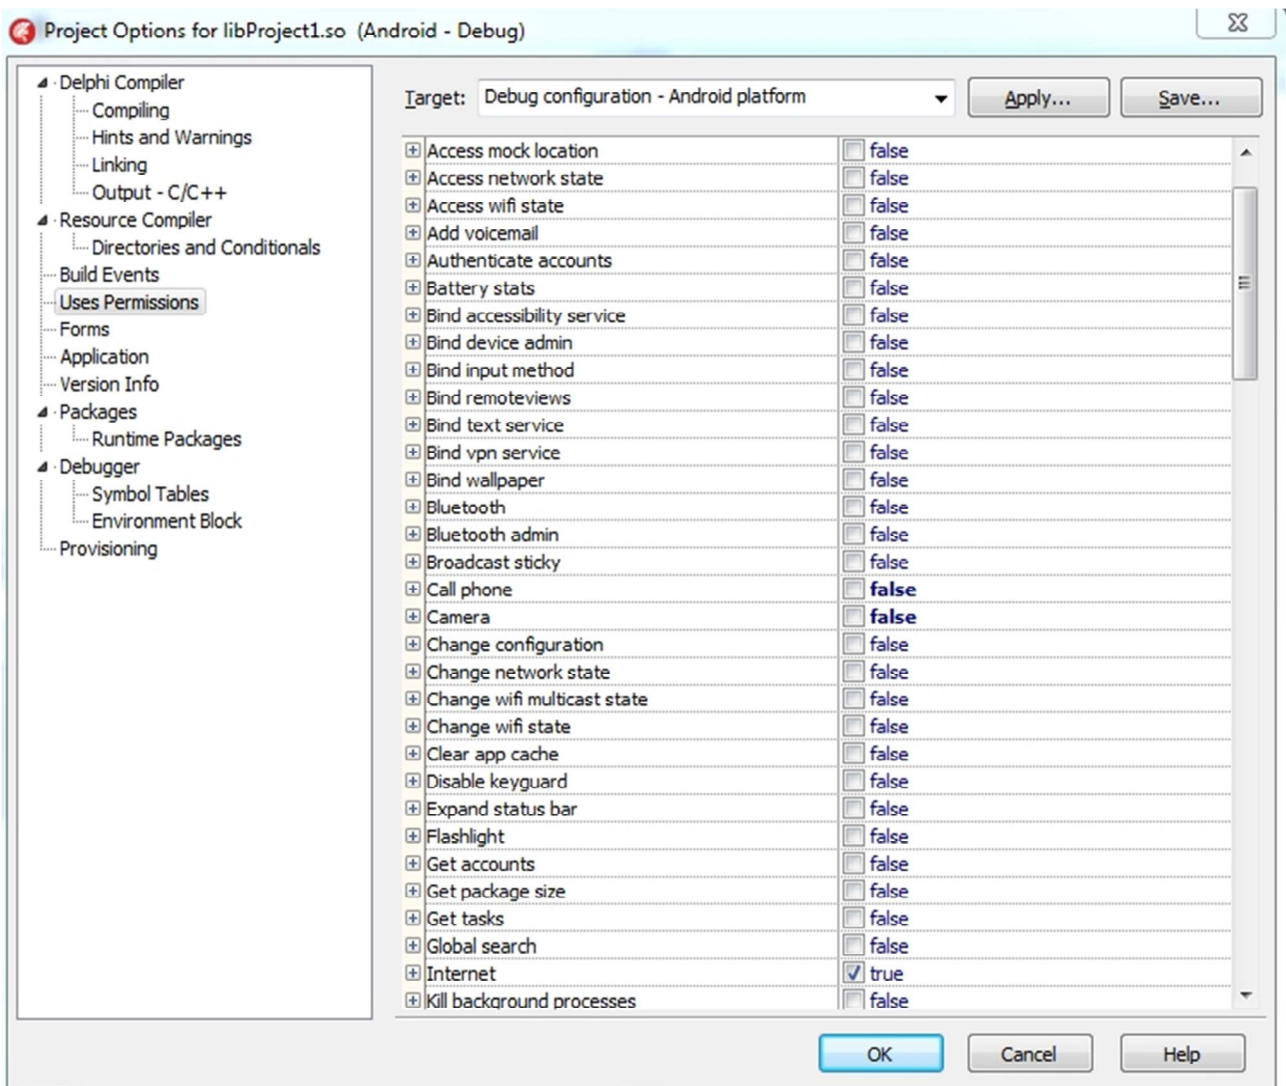 Project Options for libProject1.so (Android - Debug)
Delphi Compiler
Compiling
Hints and Warnings
Linking
Output - C/C++
Resource Compiler
Directories and Conditionals
Build Events
Uses Permissions
Forms
Application
Version Info
Packages
Runtime Packages
Debugger
Symbol Tables
Environment Block
Provisioning
Target: Debug configuration - Android platform Apply... Save...
Access mock location false
Access network state false
Access wifi state false
Add voicemail false
Authenticate accounts false
Battery stats false
Bind accessibility service false
Bind device admin false
Bind input method false
Bind remoteviews false
Bind text service false
Bind vpn service false
Bind wallpaper false
Bluetooth false
Bluetooth admin false
Broadcast sticky false
Call phone false
Camera false
Change configuration false
Change network state false
Change wifi multicast state false
Change wifi state false
Clear app cache false
Disable keyguard false
Expand status bar false
Flashlight false
Get accounts false
Get package size false
Get tasks false
Global search false
Internet true
Kill background processes false
OK Cancel Help